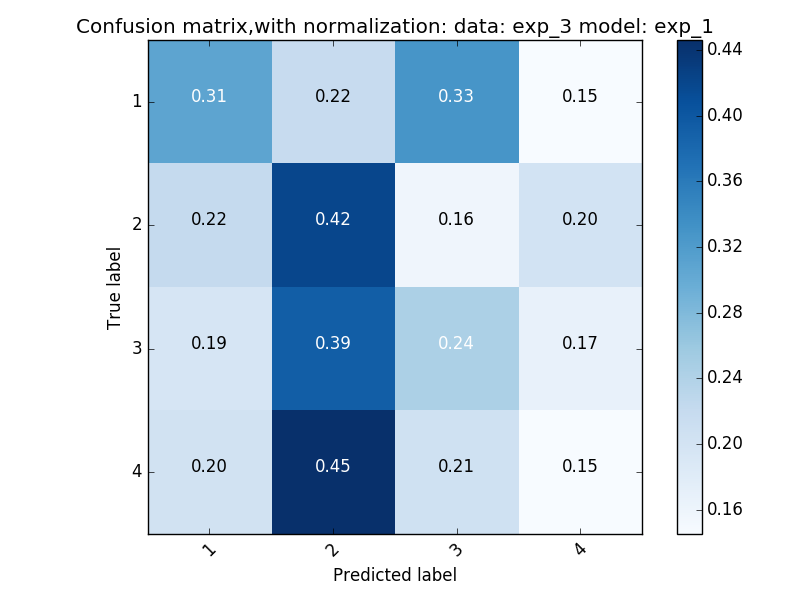 Confusion matrix,with normalization: data: exp_3 model: exp_1
0.31 0.22 0.33 0.15
0.22 0.42 0.16 0.20
0.19 0.39 0.24 0.17
0.20 0.45 0.21 0.15
1
2
3
4
True label
1 2 3 4
Predicted label
0.44
0.40
0.36
0.32
0.28
0.24
0.20
0.16